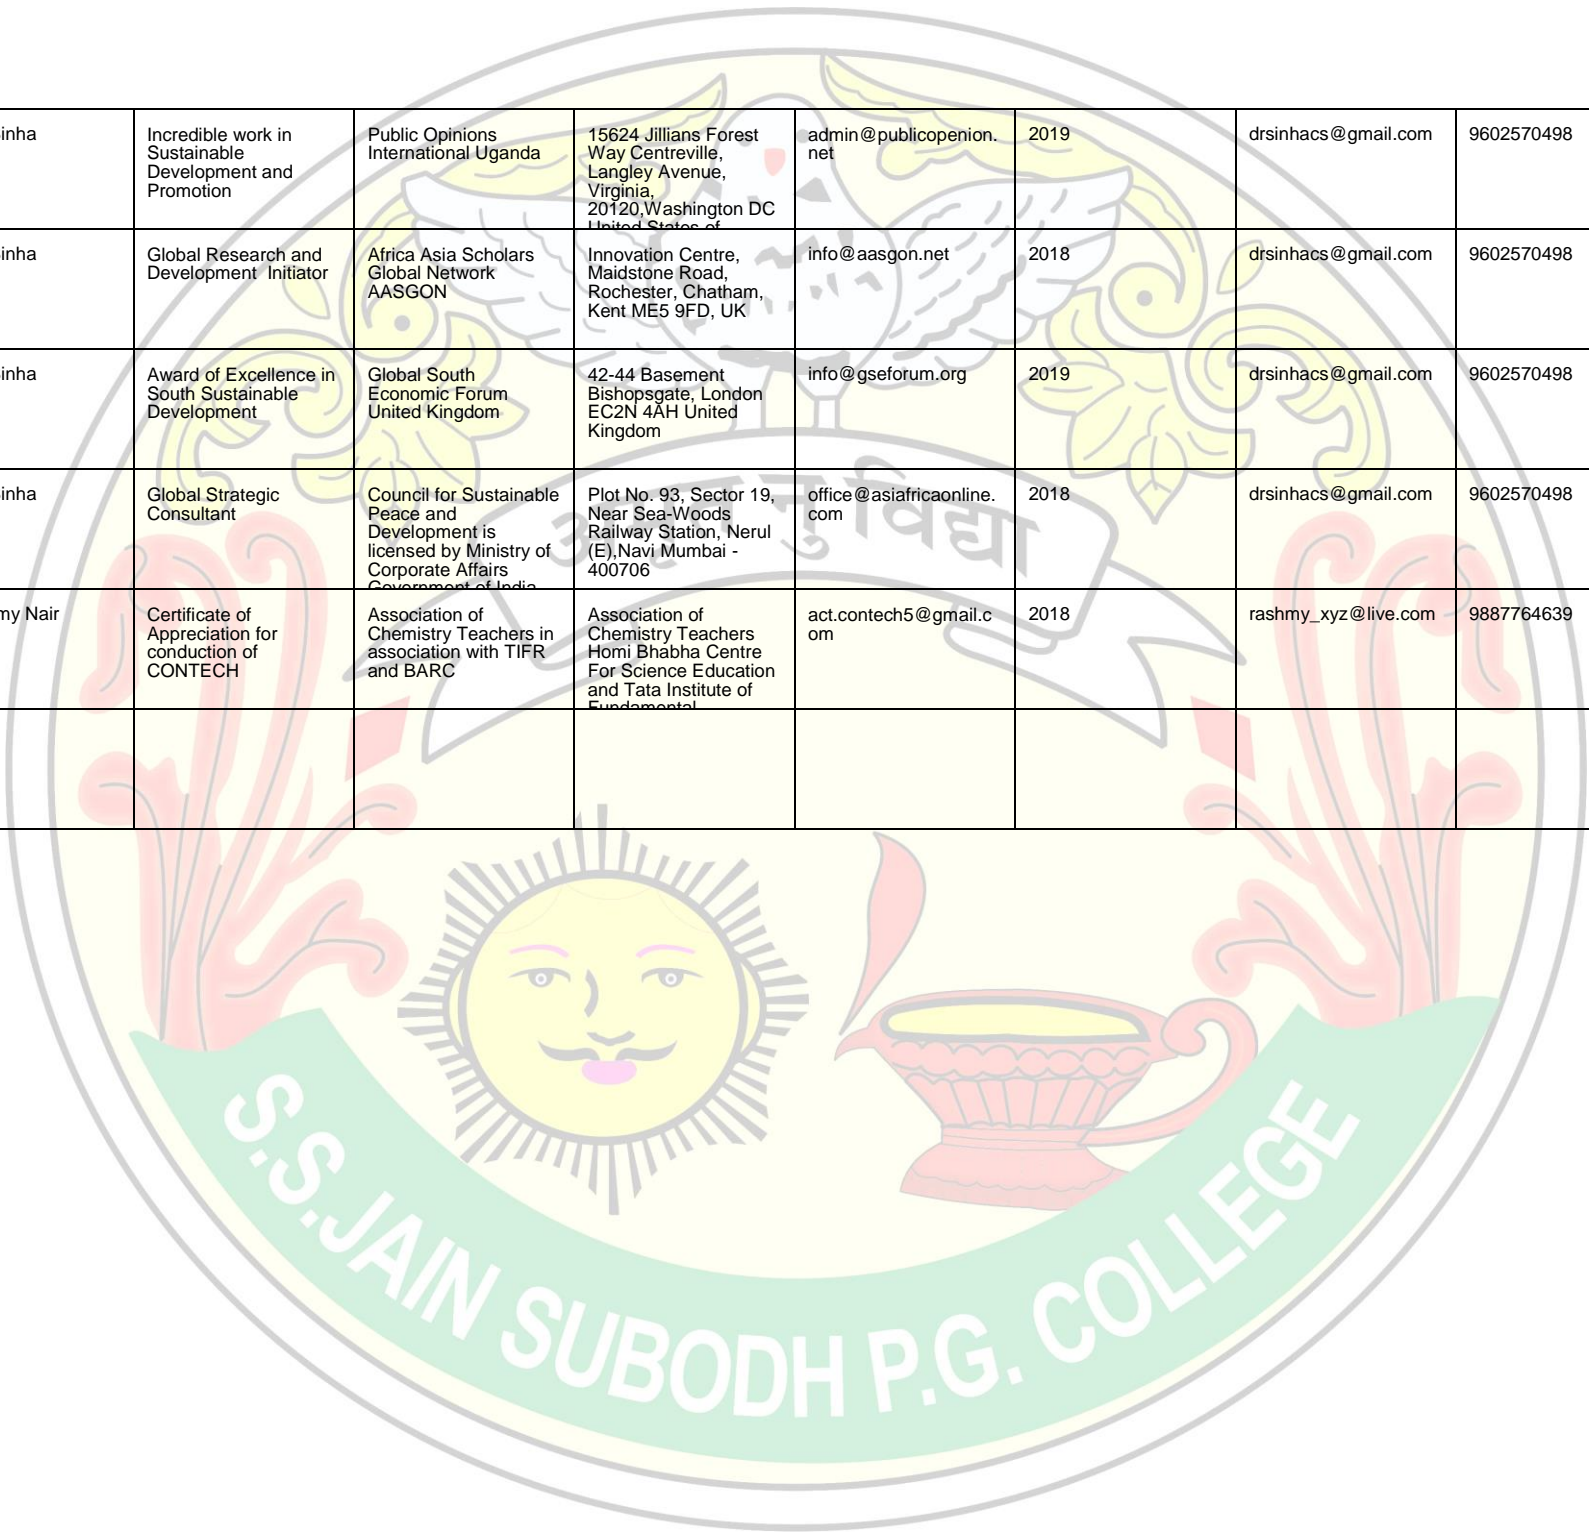 inha
Incredible work in
Sustainable
Development and
Promotion
Public Opinions
International Uganda
15624 Jillians Forest
Way Centreville,
Langley Avenue,
Virginia,
20120,Washington DC
United States of
admin@publicopenion.
net
2019
drsinhacs@gmail.com
9602570498
inha
Global Research and
Development Initiator
Africa Asia Scholars
Global Network
AASGON
Innovation Centre,
Maidstone Road,
Rochester, Chatham,
Kent ME5 9FD, UK
info@aasgon.net
2018
drsinhacs@gmail.com
9602570498
inha
Award of Excellence in
South Sustainable
Development
Global South
Economic Forum
United Kingdom
42-44 Basement
Bishopsgate, London
EC2N 4AH United
Kingdom
info@gseforum.org
2019
drsinhacs@gmail.com
9602570498
inha
Global Strategic
Consultant
Council for Sustainable
Peace and
Development is
licensed by Ministry of
Corporate Affairs
Government of India
Plot No. 93, Sector 19,
Near Sea-Woods
Railway Station, Nerul
(E),Navi Mumbai -
400706
office@asiafricaonline.
com
2018
drsinhacs@gmail.com
9602570498
my Nair
Certificate of
Appreciation for
conduction of
CONTECH
Association of
Chemistry Teachers in
association with TIFR
and BARC
Association of
Chemistry Teachers
Homi Bhabha Centre
For Science Education
and Tata Institute of
Fundamental
act.contech5@gmail.c
om
2018
rashmy_xyz@live.com
9887764639
अमृतं तु विद्या
S.S.JAIN SUBODH P.G. COLLEGE